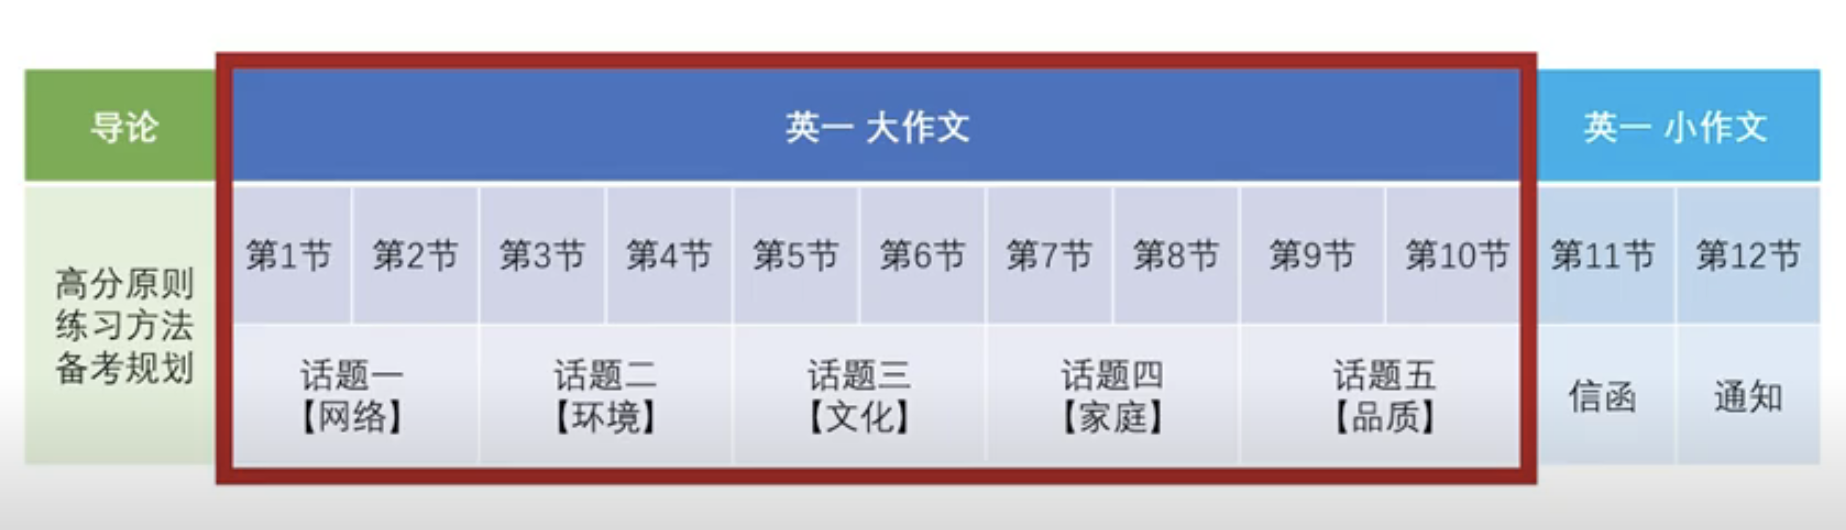 导论
英一 大作文
英一 小作文
高分原则
练习方法
备考规划
第1节
第2节
第3节
第4节
第5节
第6节
第7节
第8节
第9节
第10节
第11节
第12节
话题一
【网络】
话题二
【环境】
话题三
【文化】
话题四
【家庭】
话题五
【品质】
信函
通知